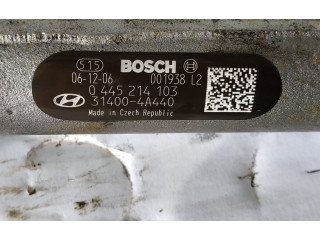 515 BOSCH
06-12-06 001938 L2
0 445 214 103
31400-4A440
Made in Czech Republic